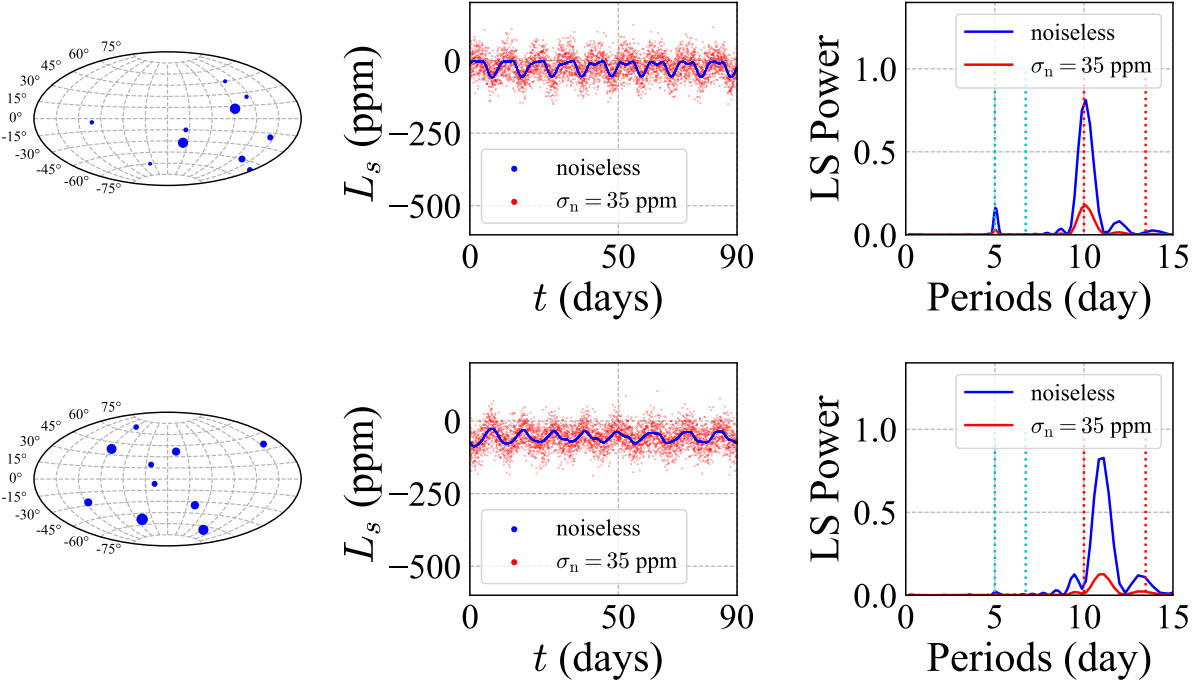 75°
60°
45°
30°
15°
0°
-15°
-30°
-45°
-60°
-75°
0
−250
−500
L_s (ppm)
noiseless
σ_n = 35 ppm
0 50 90
t (days)
1.0
0.5
0.0
LS Power
noiseless
σ_n = 35 ppm
0 5 10 15
Periods (day)
75°
60°
45°
30°
15°
0°
-15°
-30°
-45°
-60°
-75°
0
−250
−500
L_s (ppm)
noiseless
σ_n = 35 ppm
0 50 90
t (days)
1.0
0.5
0.0
LS Power
noiseless
σ_n = 35 ppm
0 5 10 15
Periods (day)